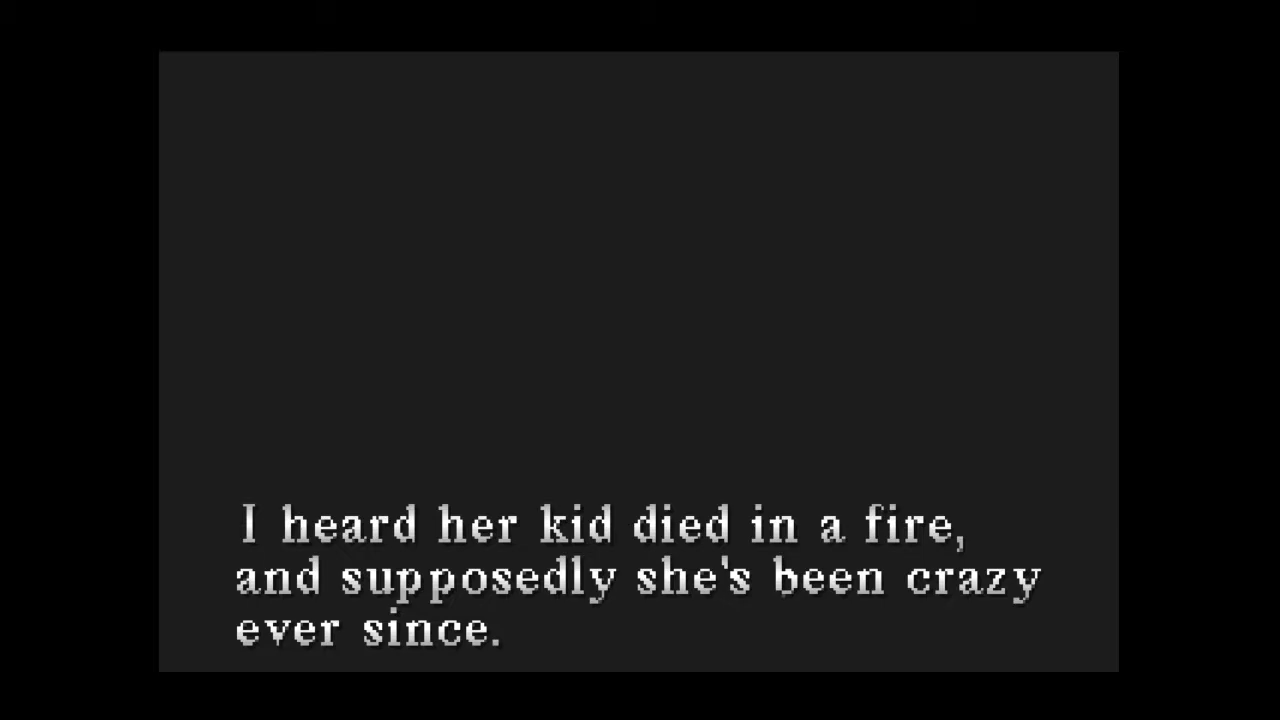 I heard her kid died in a fire,
and supposedly she's been crazy
ever since.